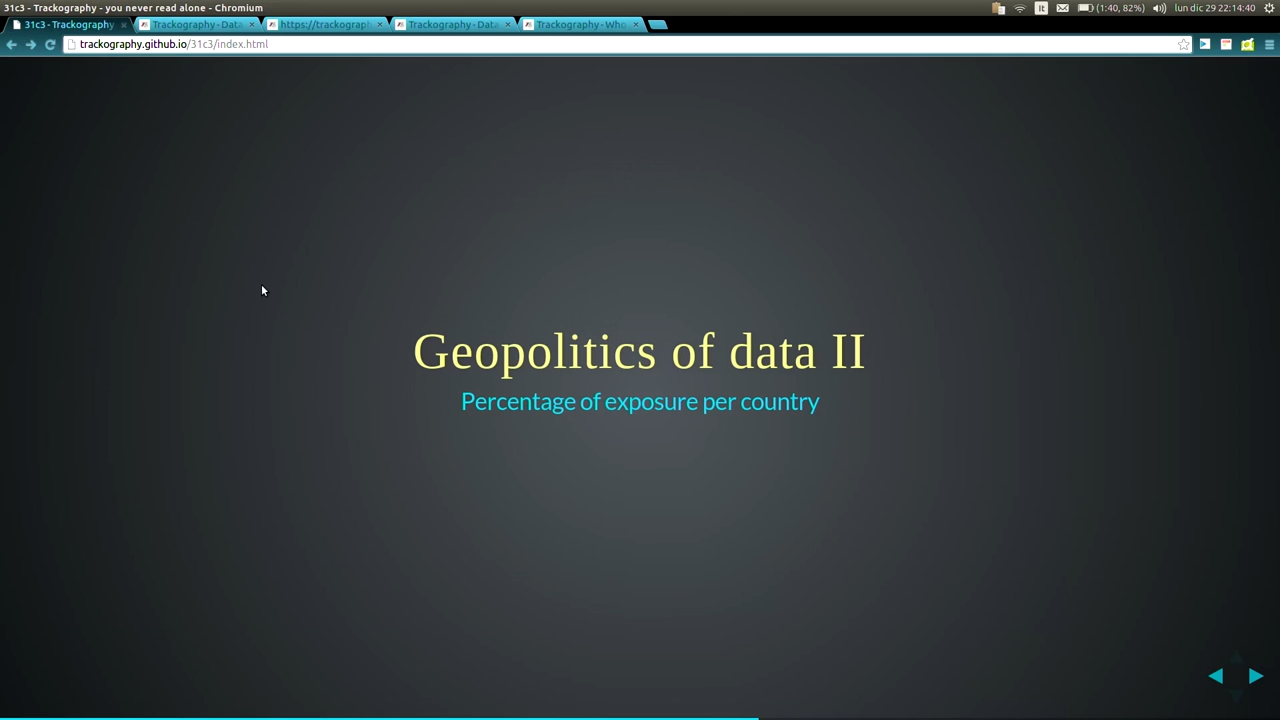 31c3 - Trackography - you never read alone - Chromium
It
(1:40, 82%)
lun dic 29 22:14:40
31c3 - Trackography
Trackography - Data
https://trackograph
Trackography - Data
Trackography - Who
trackography.github.io/31c3/index.html
Geopolitics of data II
Percentage of exposure per country